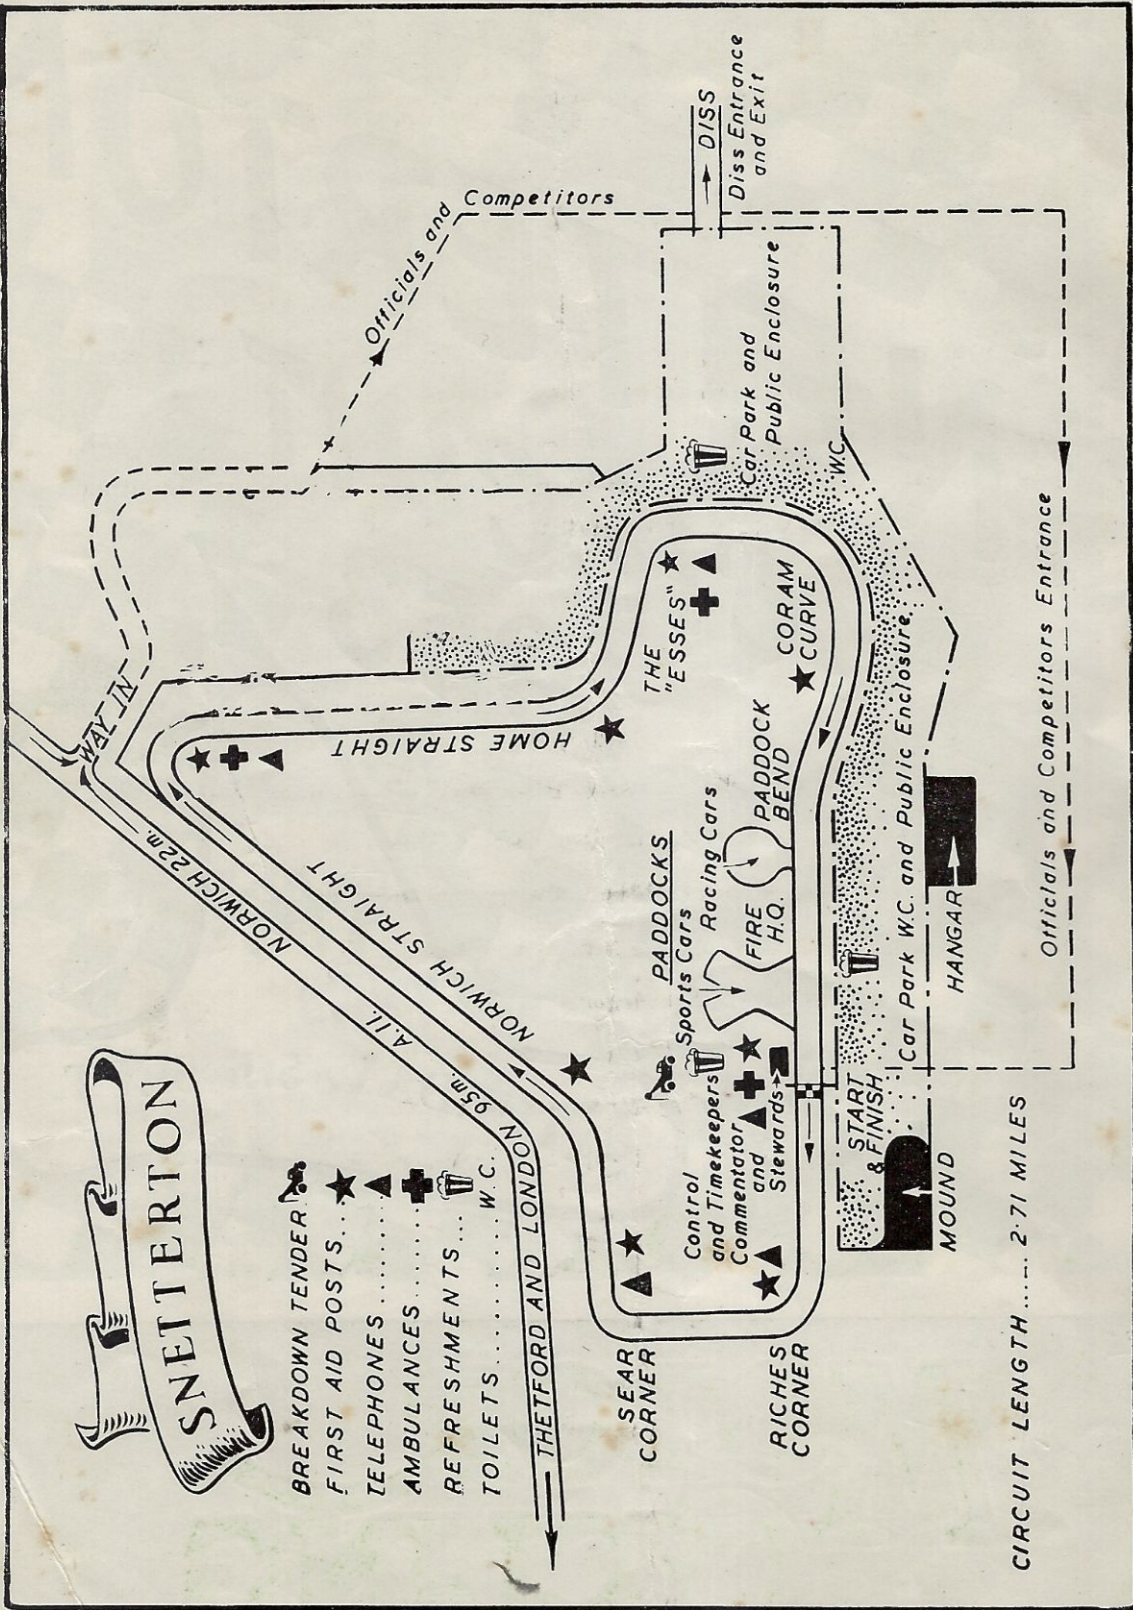 SNETTERTON
BREAKDOWN TENDER
FIRST AID POSTS...
TELEPHONES........
AMBULANCES......
REFRESHMENTS...
TOILETS..........W.C.
THETFORD AND LONDON 95m.
A.11.
NORWICH 22m.
WAY IN
NORWICH STRAIGHT
HOME STRAIGHT
Officials and
Competitors
DISS
Diss Entrance
and Exit
Car Park and
Public Enclosure
W.C.
THE
"ESSES"
CORAM
CURVE
PADDOCK
BEND
PADDOCKS
Sports Cars
Racing Cars
FIRE
H.Q.
Control
and Timekeepers
Commentator
and
Stewards
SEAR
CORNER
RICHES
CORNER
START
& FINISH
Car Park W.C. and Public Enclosure
MOUND
HANGAR
Officials and Competitors Entrance
CIRCUIT LENGTH...... 2·71 MILES